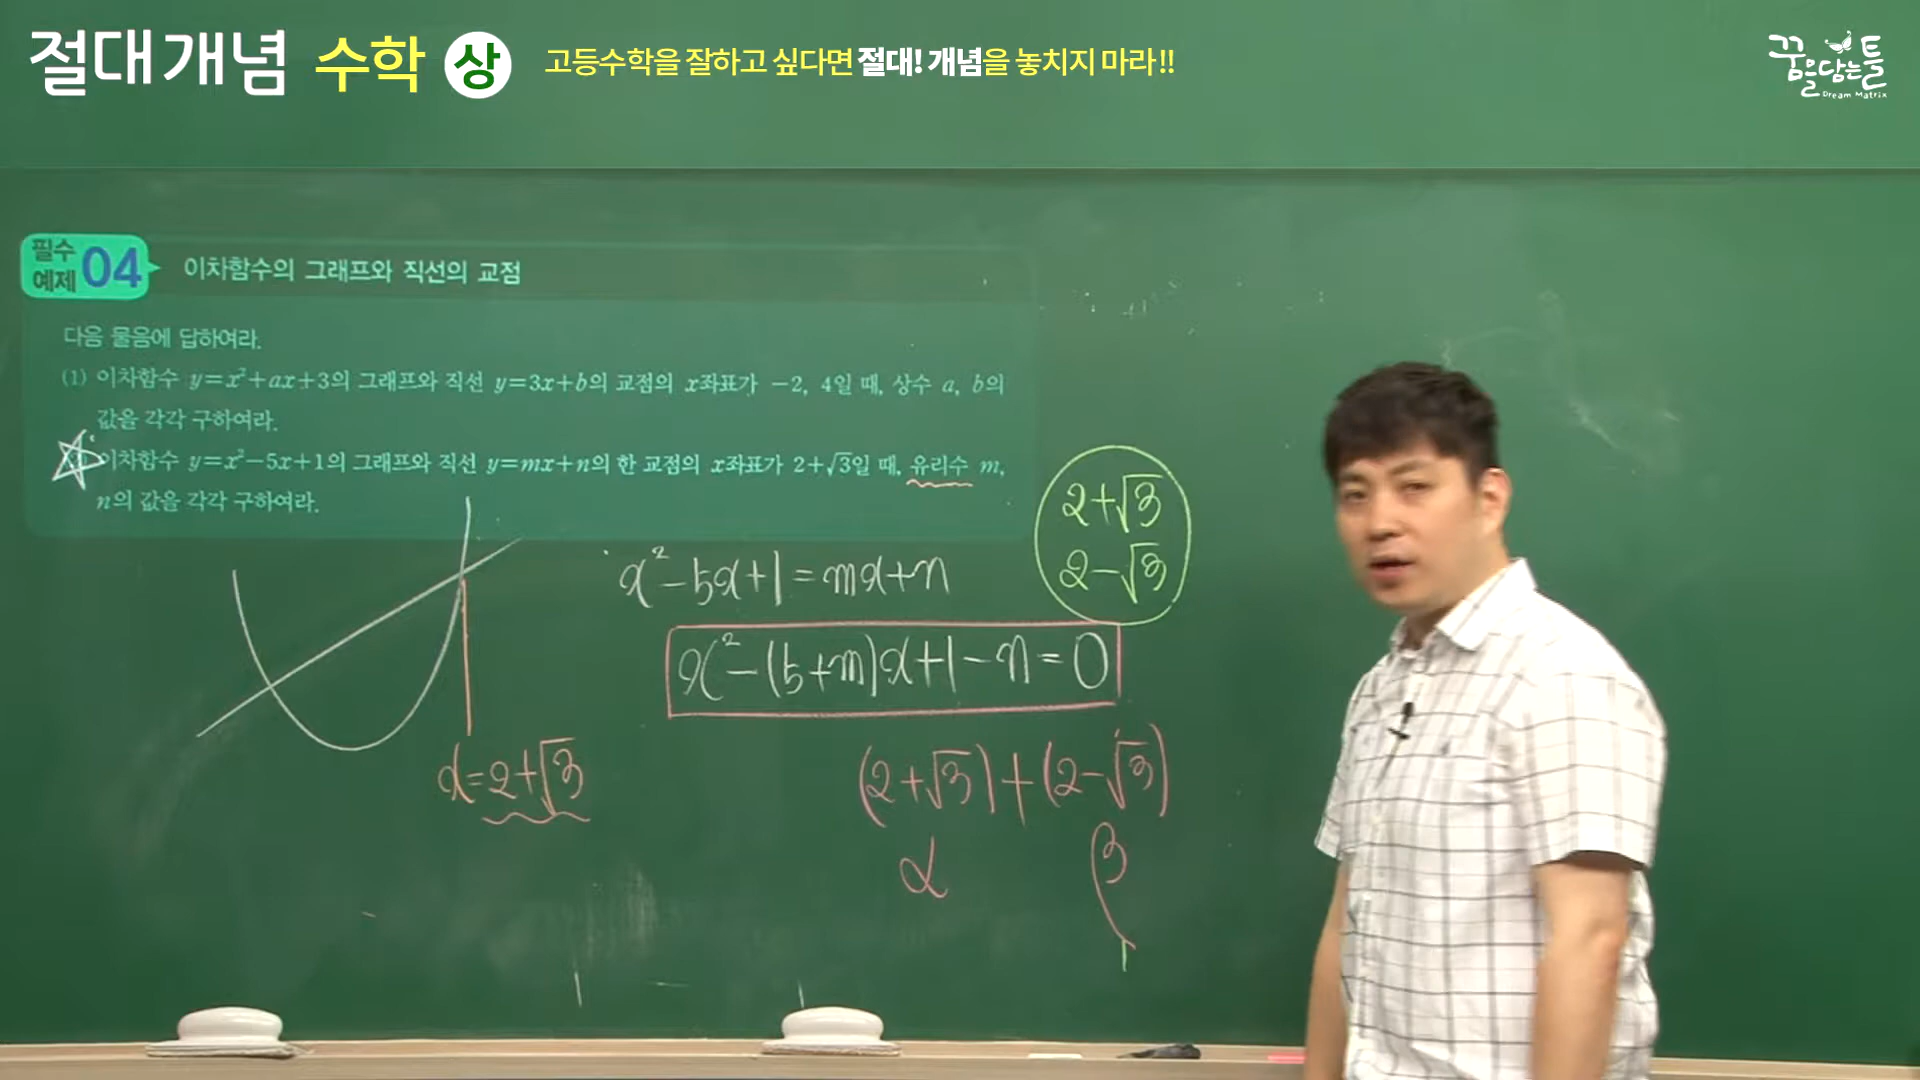 절대개념 수학 상 고등수학을 잘하고 싶다면 절대! 개념을 놓치지 마라!!
꿈을담는틀
Dream Matrix
필수
예제 04 이차함수의 그래프와 직선의 교점
다음 물음에 답하여라.
(1) 이차함수 y=x²+ax+3의 그래프와 직선 y=3x+b의 교점의 x좌표가 −2, 4일 때, 상수 a, b의
값을 각각 구하여라.
이차함수 y=x²−5x+1의 그래프와 직선 y=mx+n의 한 교점의 x좌표가 2+√3일 때, 유리수 m,
n의 값을 각각 구하여라.
2+√3
2−√3
x²−5x+1=mx+n
x²−(5+m)x+1−n=0
x=2+√3
(2+√3)+(2−√3)
α β